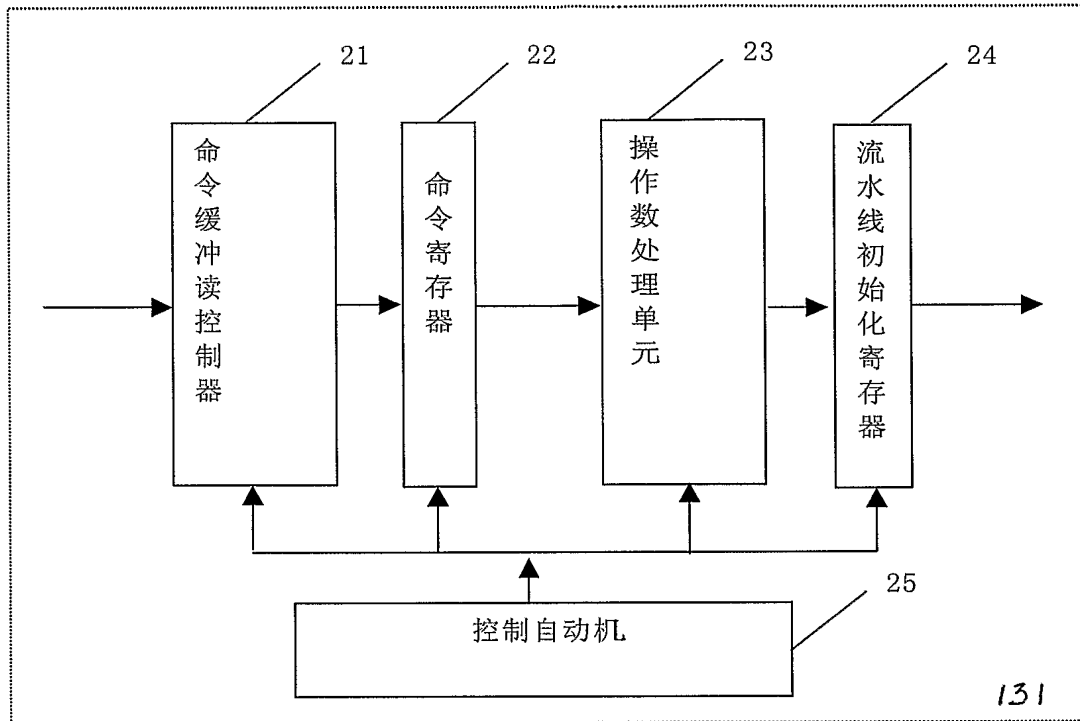 21
22
23
24
命令缓冲读控制器
命令寄存器
操作数处理单元
流水线初始化寄存器
25
控制自动机
131